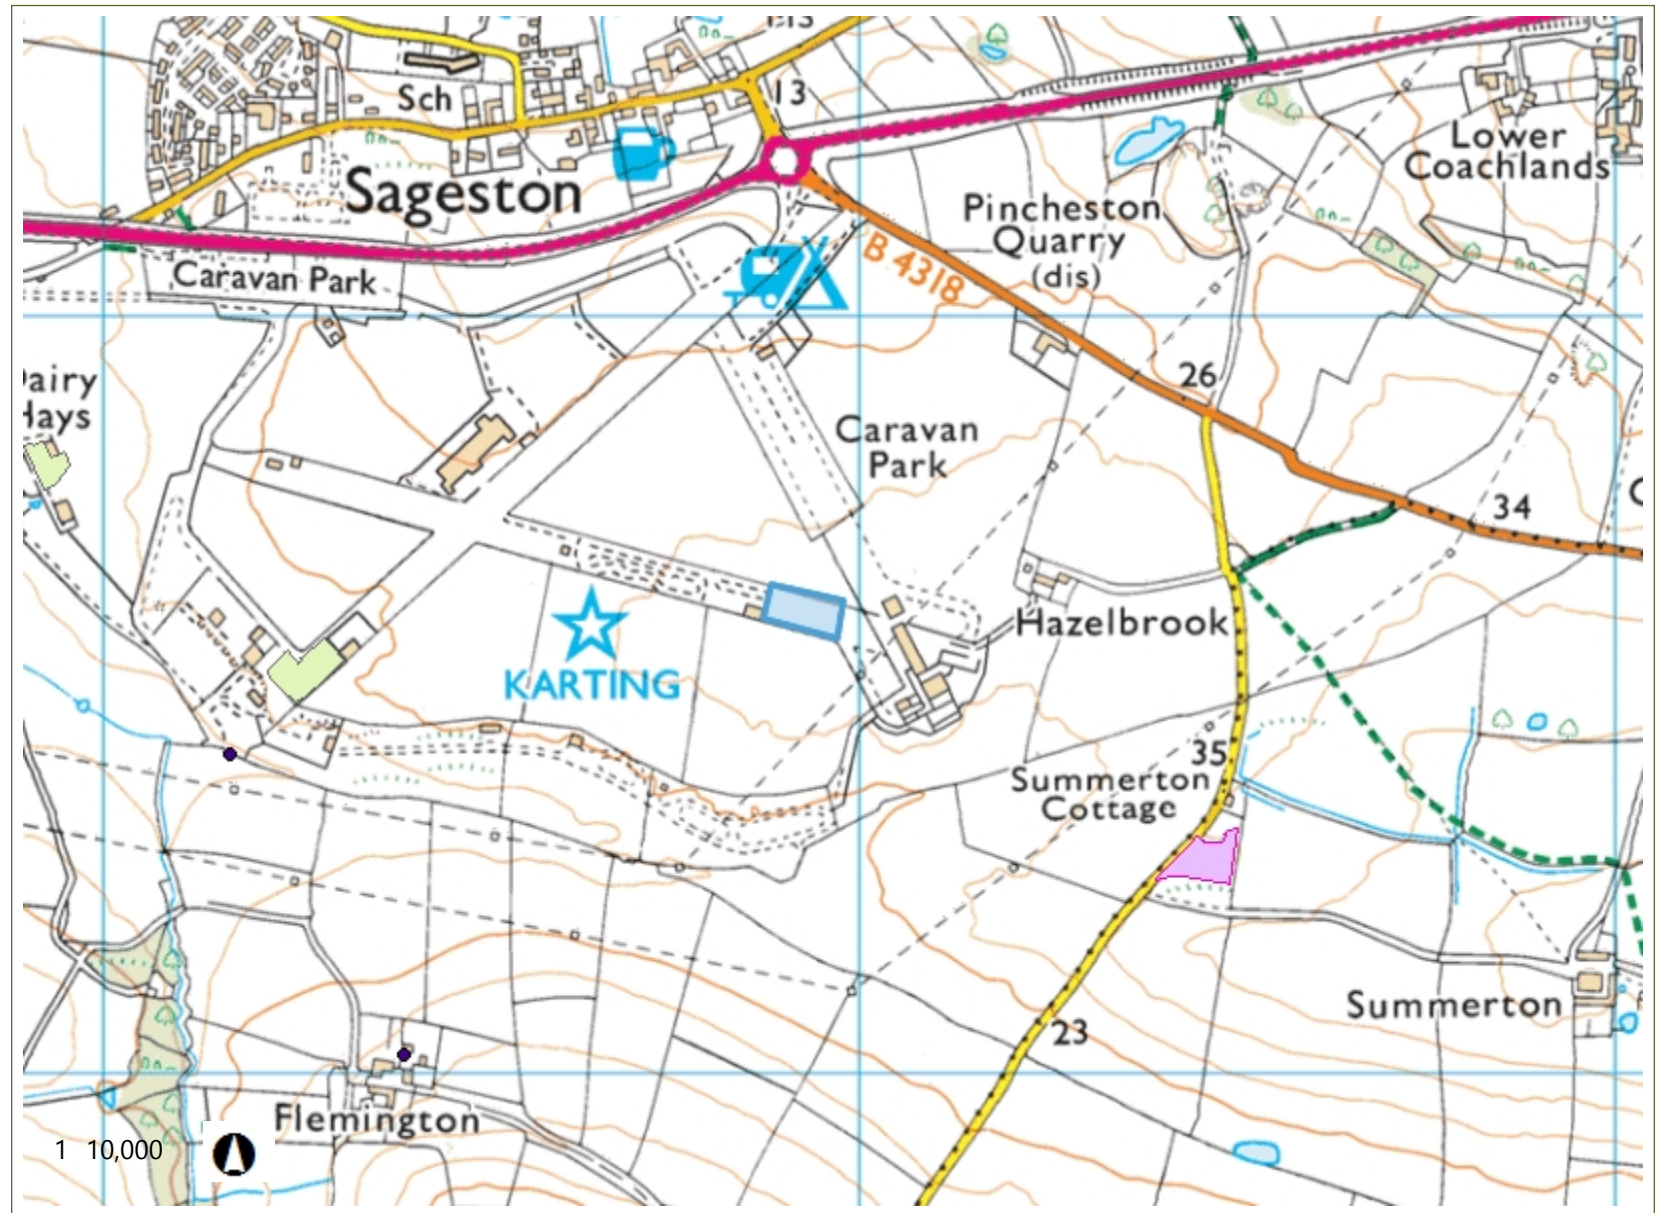 13
Sch
Sageston
Lower
Coachlands
Pincheston
Quarry
(dis)
B 4318
Caravan Park
26
Caravan
Park
34
Hazelbrook
KARTING
35
Summerton
Cottage
Summerton
23
Flemington
1 10,000